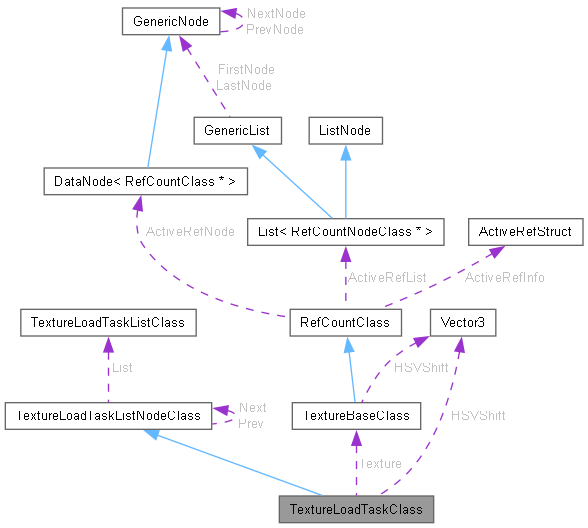 GenericNode
NextNode
PrevNode
FirstNode
LastNode
GenericList
ListNode
DataNode< RefCountClass * >
ActiveRefNode
List< RefCountNodeClass * >
ActiveRefStruct
ActiveRefList
ActiveRefInfo
TextureLoadTaskListClass
RefCountClass
Vector3
List
HSVShift
TextureLoadTaskListNodeClass
Next
Prev
TextureBaseClass
HSVShift
Texture
TextureLoadTaskClass